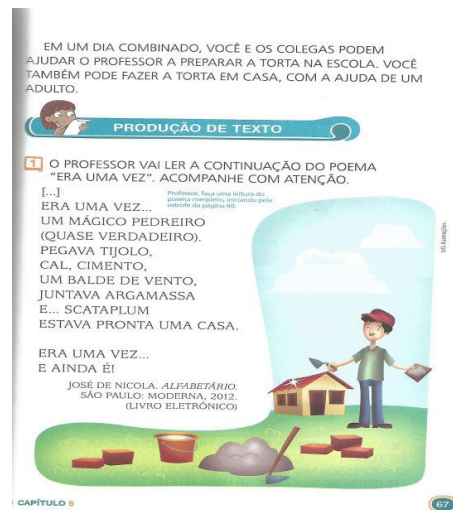 EM UM DIA COMBINADO, VOCÊ E OS COLEGAS PODEM
AJUDAR O PROFESSOR A PREPARAR A TORTA NA ESCOLA. VOCÊ
TAMBÉM PODE FAZER A TORTA EM CASA, COM A AJUDA DE UM
ADULTO.
PRODUÇÃO DE TEXTO
1 O PROFESSOR VAI LER A CONTINUAÇÃO DO POEMA
"ERA UMA VEZ". ACOMPANHE COM ATENÇÃO.
[...]
Professor, faça uma leitura do
poema completo, iniciando pela
estrofe da página 60.
ERA UMA VEZ...
UM MÁGICO PEDREIRO
(QUASE VERDADEIRO).
PEGAVA TIJOLO,
CAL, CIMENTO,
UM BALDE DE VENTO,
JUNTAVA ARGAMASSA
E... SCATAPLUM
ESTAVA PRONTA UMA CASA.
ERA UMA VEZ...
E AINDA É!
JOSÉ DE NICOLA. ALFABETÁRIO.
SÃO PAULO: MODERNA, 2012.
(LIVRO ELETRÔNICO)
CAPÍTULO 5
67